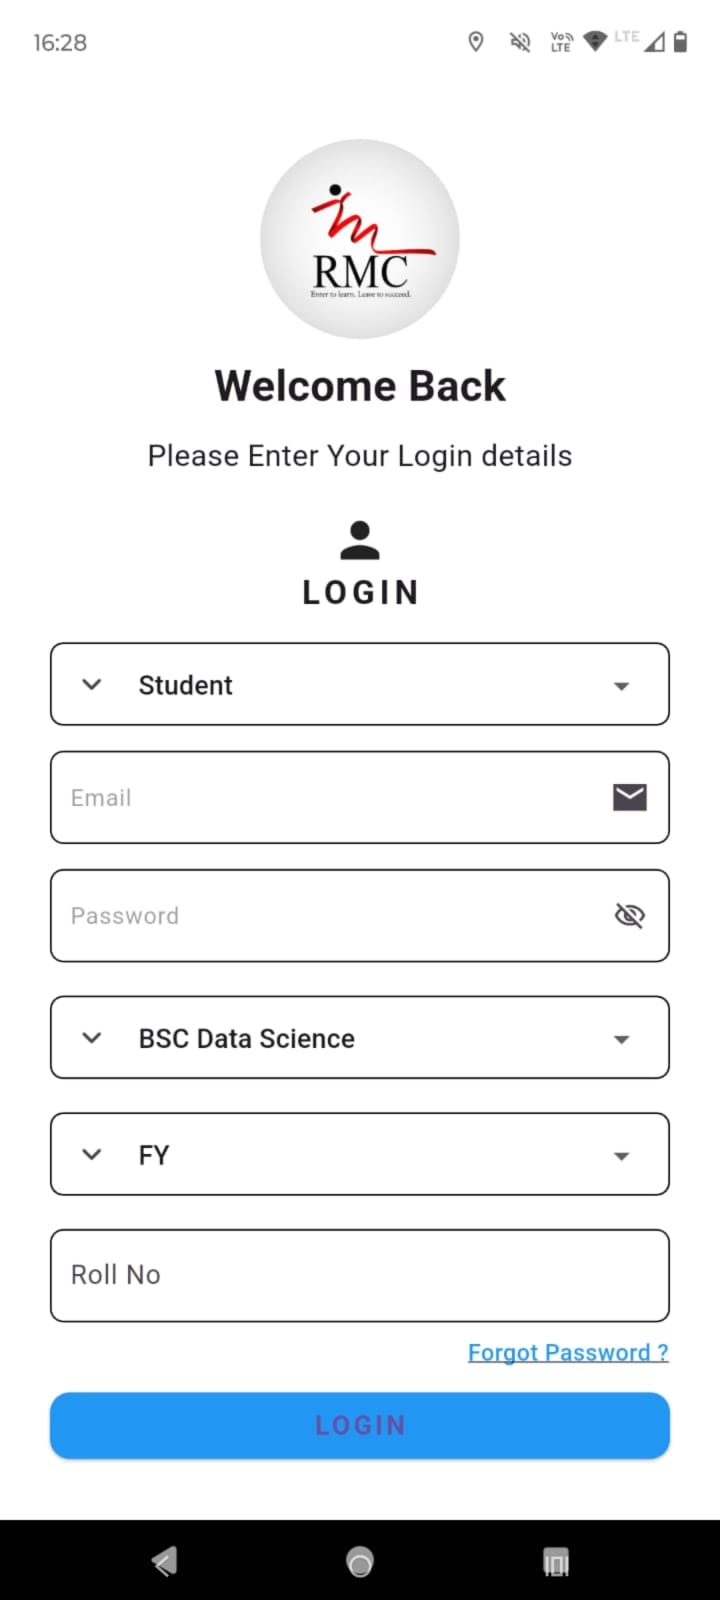 16:28
Vo)) LTE
LTE
RMC
Enter to learn. Leave to succeed.
Welcome Back
Please Enter Your Login details
LOGIN
Student
Email
Password
BSC Data Science
FY
Roll No
Forgot Password ?
LOGIN